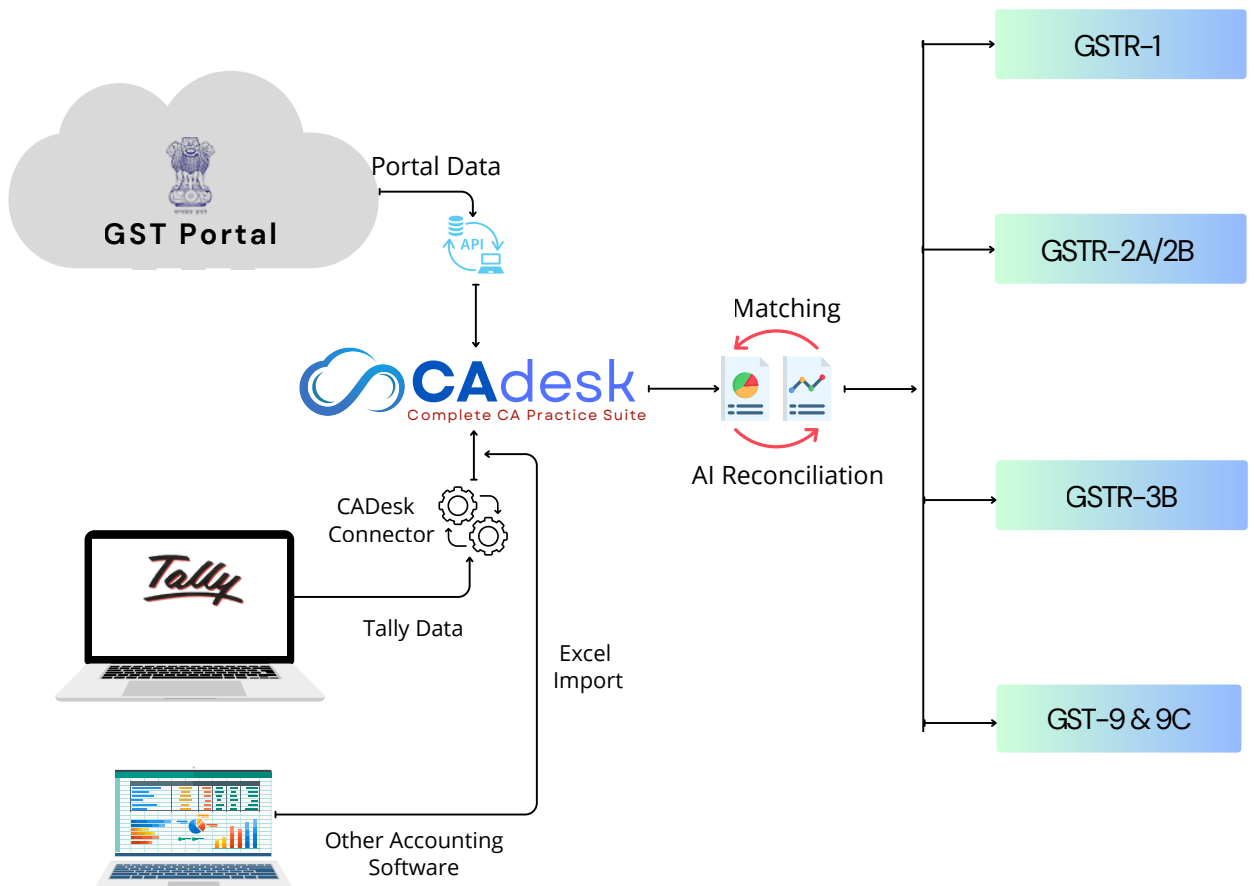 GSTR-1
Portal Data
GST Portal
API
GSTR-2A/2B
Matching
CAdesk
Complete CA Practice Suite
AI Reconciliation
GSTR-3B
CADesk
Connector
Tally
Tally Data
Excel
Import
GST-9 & 9C
Other Accounting
Software